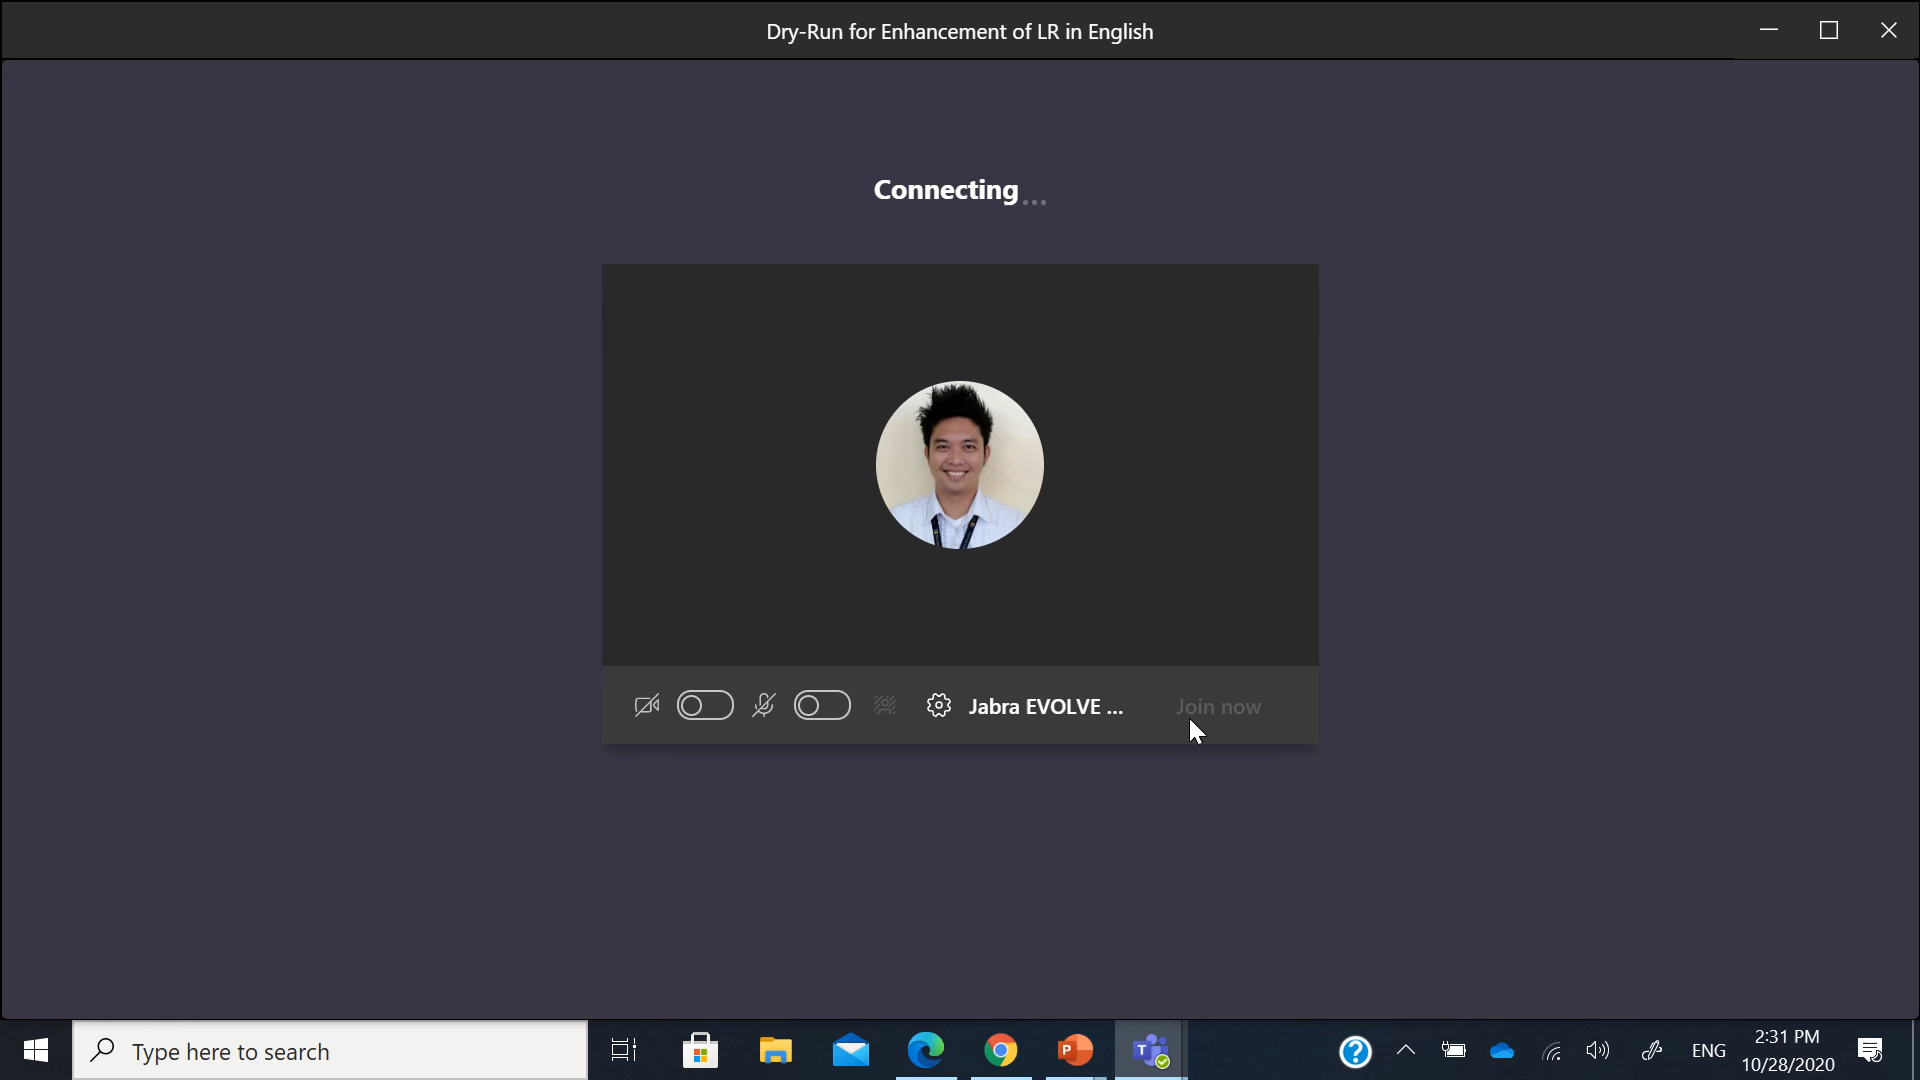 Dry-Run for Enhancement of LR in English
Connecting...
Jabra EVOLVE ...
Join now
Type here to search
ENG
2:31 PM
10/28/2020